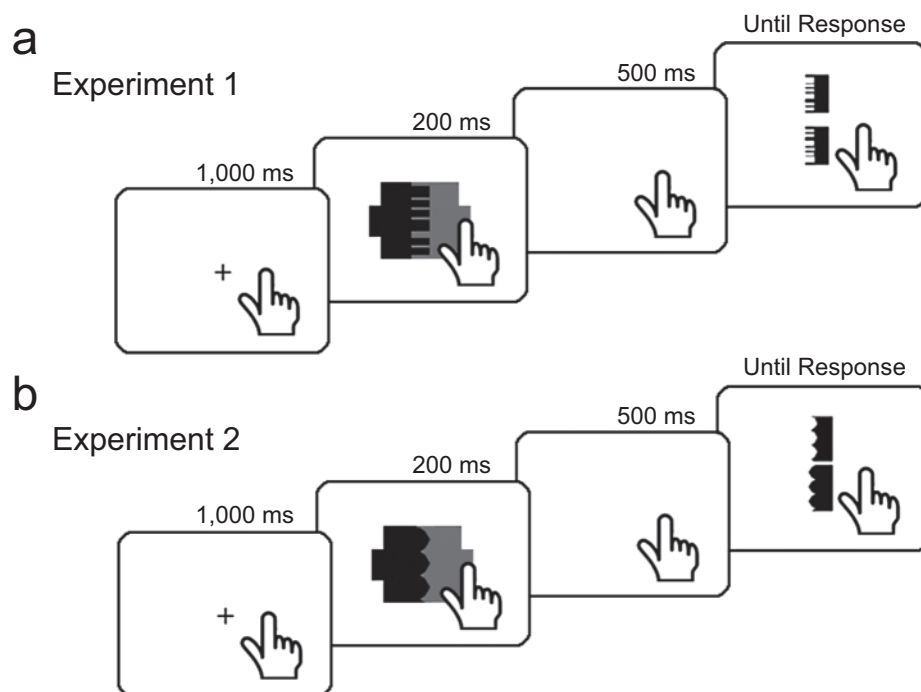 a
Experiment 1
1,000 ms
200 ms
500 ms
Until Response
+
b
Experiment 2
1,000 ms
200 ms
500 ms
Until Response
+